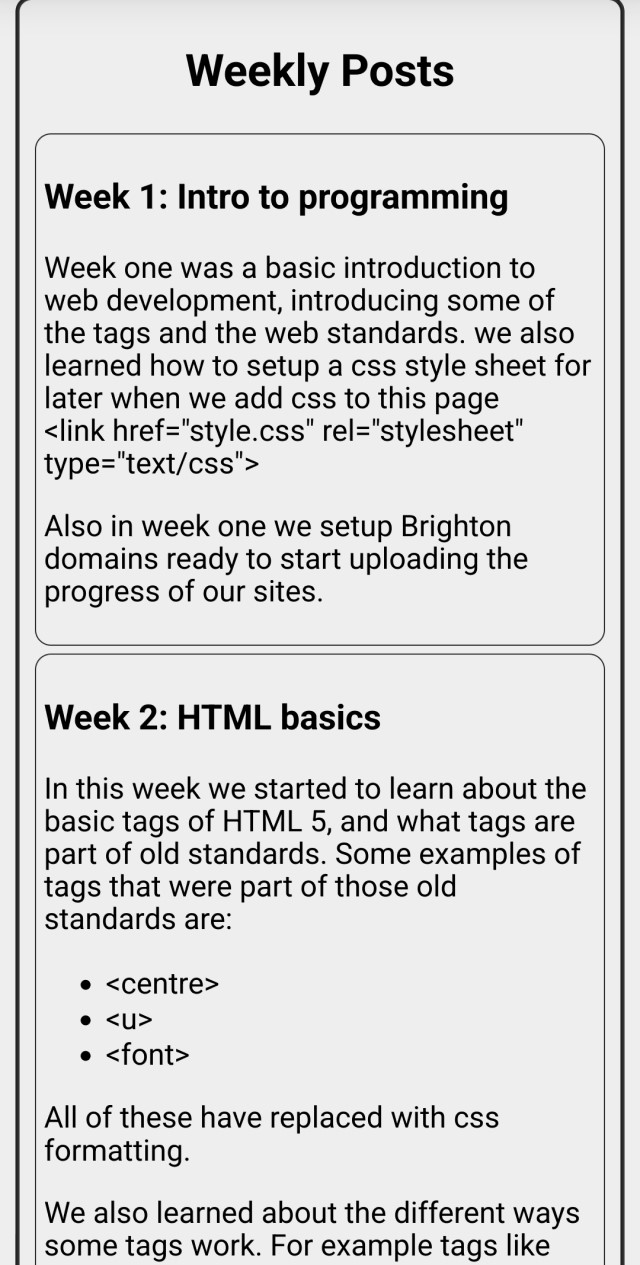 Weekly Posts
Week 1: Intro to programming
Week one was a basic introduction to
web development, introducing some of
the tags and the web standards. we also
learned how to setup a css style sheet for
later when we add css to this page
<link href="style.css" rel="stylesheet"
type="text/css">
Also in week one we setup Brighton
domains ready to start uploading the
progress of our sites.
Week 2: HTML basics
In this week we started to learn about the
basic tags of HTML 5, and what tags are
part of old standards. Some examples of
tags that were part of those old
standards are:
• <centre>
• <u>
• <font>
All of these have replaced with css
formatting.
We also learned about the different ways
some tags work. For example tags like